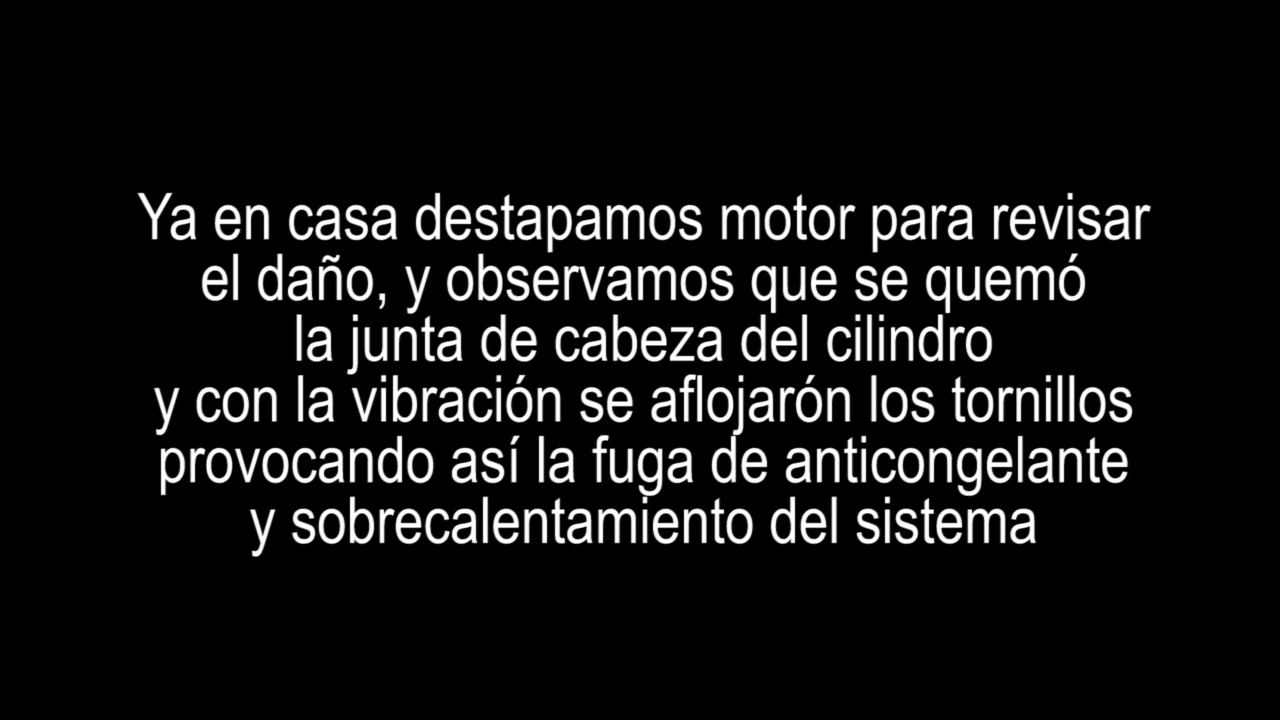 Ya en casa destapamos motor para revisar
el daño, y observamos que se quemó
la junta de cabeza del cilindro
y con la vibración se aflojarón los tornillos
provocando así la fuga de anticongelante
y sobrecalentamiento del sistema